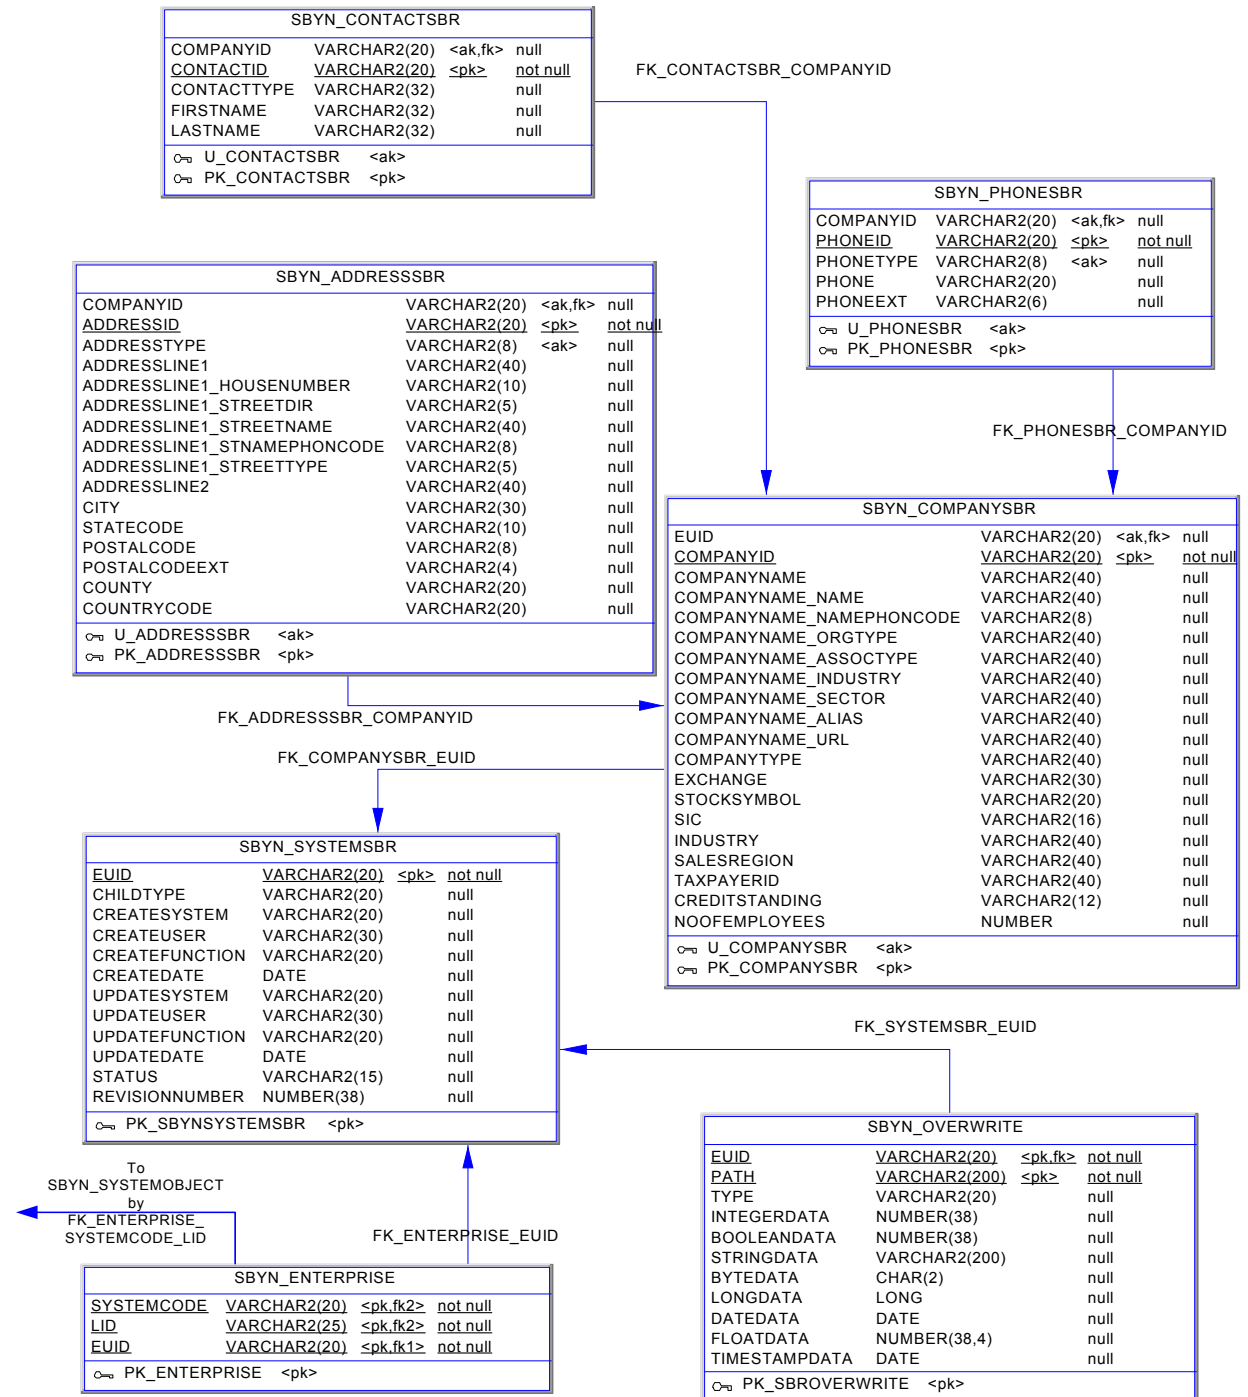 SBYN_CONTACTSBR
COMPANYID VARCHAR2(20) <ak,fk> null
CONTACTID VARCHAR2(20) <pk> not null
CONTACTTYPE VARCHAR2(32) null
FIRSTNAME VARCHAR2(32) null
LASTNAME VARCHAR2(32) null
U_CONTACTSBR <ak>
PK_CONTACTSBR <pk>
FK_CONTACTSBR_COMPANYID
SBYN_PHONESBR
COMPANYID VARCHAR2(20) <ak,fk> null
PHONEID VARCHAR2(20) <pk> not null
PHONETYPE VARCHAR2(8) <ak> null
PHONE VARCHAR2(20) null
PHONEEXT VARCHAR2(6) null
U_PHONESBR <ak>
PK_PHONESBR <pk>
FK_PHONESBR_COMPANYID
SBYN_ADDRESSSBR
COMPANYID VARCHAR2(20) <ak,fk> null
ADDRESSID VARCHAR2(20) <pk> not null
ADDRESSTYPE VARCHAR2(8) <ak> null
ADDRESSLINE1 VARCHAR2(40) null
ADDRESSLINE1_HOUSENUMBER VARCHAR2(10) null
ADDRESSLINE1_STREETDIR VARCHAR2(5) null
ADDRESSLINE1_STREETNAME VARCHAR2(40) null
ADDRESSLINE1_STNAMEPHONCODE VARCHAR2(8) null
ADDRESSLINE1_STREETTYPE VARCHAR2(5) null
ADDRESSLINE2 VARCHAR2(40) null
CITY VARCHAR2(30) null
STATECODE VARCHAR2(10) null
POSTALCODE VARCHAR2(8) null
POSTALCODEEXT VARCHAR2(4) null
COUNTY VARCHAR2(20) null
COUNTRYCODE VARCHAR2(20) null
U_ADDRESSSBR <ak>
PK_ADDRESSSBR <pk>
FK_ADDRESSSBR_COMPANYID
SBYN_COMPANYSBR
EUID VARCHAR2(20) <ak,fk> null
COMPANYID VARCHAR2(20) <pk> not null
COMPANYNAME VARCHAR2(40) null
COMPANYNAME_NAME VARCHAR2(40) null
COMPANYNAME_NAMEPHONCODE VARCHAR2(8) null
COMPANYNAME_ORGTYPE VARCHAR2(40) null
COMPANYNAME_ASSOCTYPE VARCHAR2(40) null
COMPANYNAME_INDUSTRY VARCHAR2(40) null
COMPANYNAME_SECTOR VARCHAR2(40) null
COMPANYNAME_ALIAS VARCHAR2(40) null
COMPANYNAME_URL VARCHAR2(40) null
COMPANYTYPE VARCHAR2(40) null
EXCHANGE VARCHAR2(30) null
STOCKSYMBOL VARCHAR2(20) null
SIC VARCHAR2(16) null
INDUSTRY VARCHAR2(40) null
SALESREGION VARCHAR2(40) null
TAXPAYERID VARCHAR2(40) null
CREDITSTANDING VARCHAR2(12) null
NOOFEMPLOYEES NUMBER null
U_COMPANYSBR <ak>
PK_COMPANYSBR <pk>
FK_COMPANYSBR_EUID
SBYN_SYSTEMSBR
EUID VARCHAR2(20) <pk> not null
CHILDTYPE VARCHAR2(20) null
CREATESYSTEM VARCHAR2(20) null
CREATEUSER VARCHAR2(30) null
CREATEFUNCTION VARCHAR2(20) null
CREATEDATE DATE null
UPDATESYSTEM VARCHAR2(20) null
UPDATEUSER VARCHAR2(30) null
UPDATEFUNCTION VARCHAR2(20) null
UPDATEDATE DATE null
STATUS VARCHAR2(15) null
REVISIONNUMBER NUMBER(38) null
PK_SBYNSYSTEMSBR <pk>
FK_SYSTEMSBR_EUID
To
SBYN_SYSTEMOBJECT
by
FK_ENTERPRISE_
SYSTEMCODE_LID
FK_ENTERPRISE_EUID
SBYN_ENTERPRISE
SYSTEMCODE VARCHAR2(20) <pk,fk2> not null
LID VARCHAR2(25) <pk,fk2> not null
EUID VARCHAR2(20) <pk,fk1> not null
PK_ENTERPRISE <pk>
SBYN_OVERWRITE
EUID VARCHAR2(20) <pk,fk> not null
PATH VARCHAR2(200) <pk> not null
TYPE VARCHAR2(20) null
INTEGERDATA NUMBER(38) null
BOOLEANDATA NUMBER(38) null
STRINGDATA VARCHAR2(200) null
BYTEDATA CHAR(2) null
LONGDATA LONG null
DATEDATA DATE null
FLOATDATA NUMBER(38,4) null
TIMESTAMPDATA DATE null
PK_SBROVERWRITE <pk>